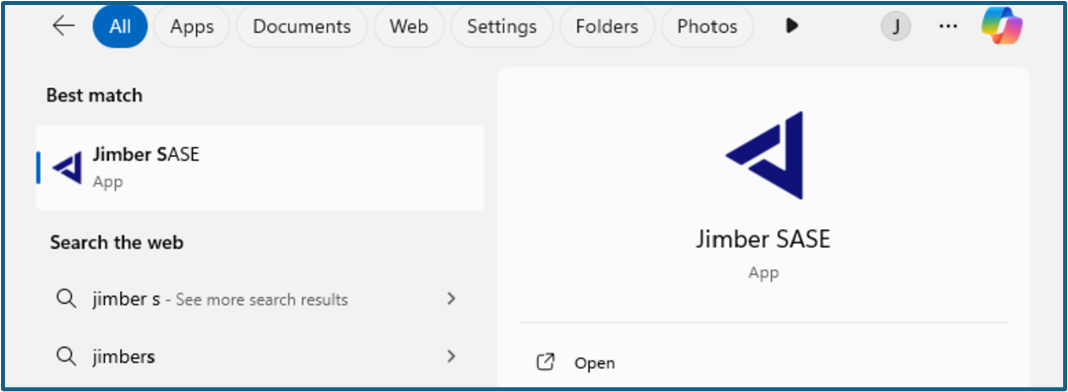 All Apps Documents Web Settings Folders Photos J
Best match
Jimber SASE
App
Search the web
jimber s - See more search results
jimbers
Jimber SASE
App
Open